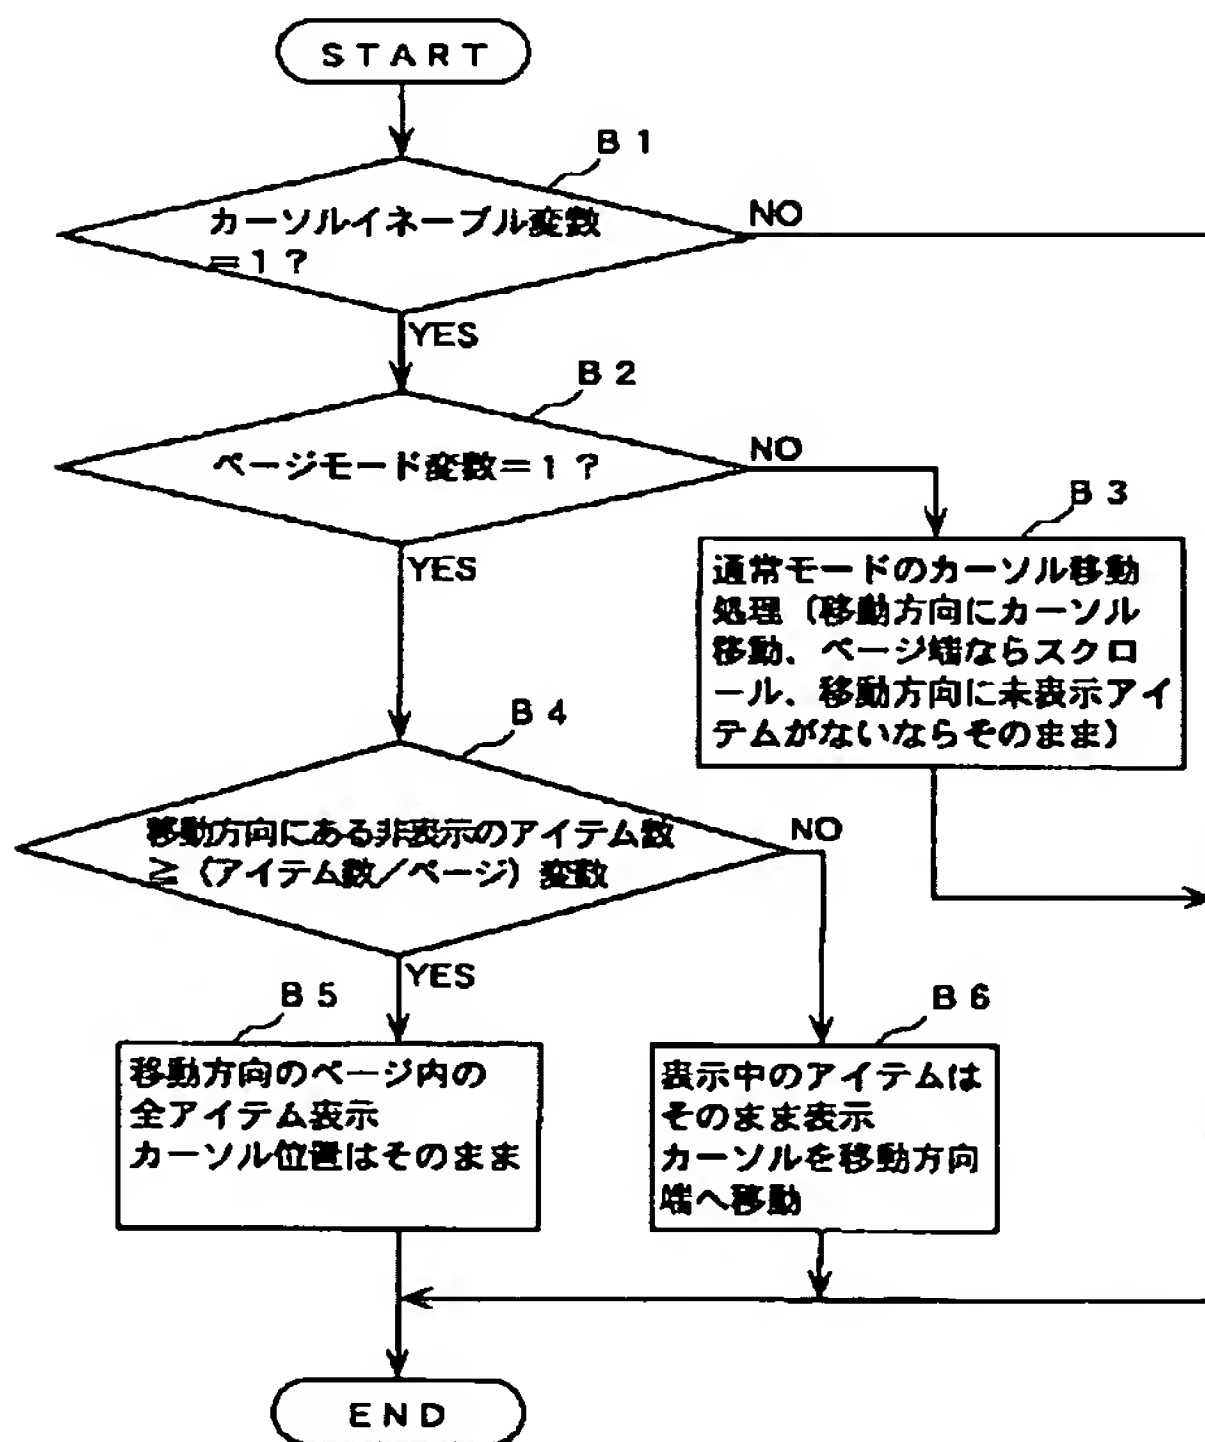 START
B1
カーソルイネーブル変数
＝1？
NO
YES
B2
ページモード変数＝1？
NO
YES
B3
通常モードのカーソル移動
処理（移動方向にカーソル
移動、ページ端ならスクロ
ール、移動方向に未表示アイ
テムがないならそのまま）
B4
移動方向にある非表示のアイテム数
≧（アイテム数／ページ）変数
NO
YES
B5
移動方向のページ内の
全アイテム表示
カーソル位置はそのまま
B6
表示中のアイテムは
そのまま表示
カーソルを移動方向
端へ移動
END